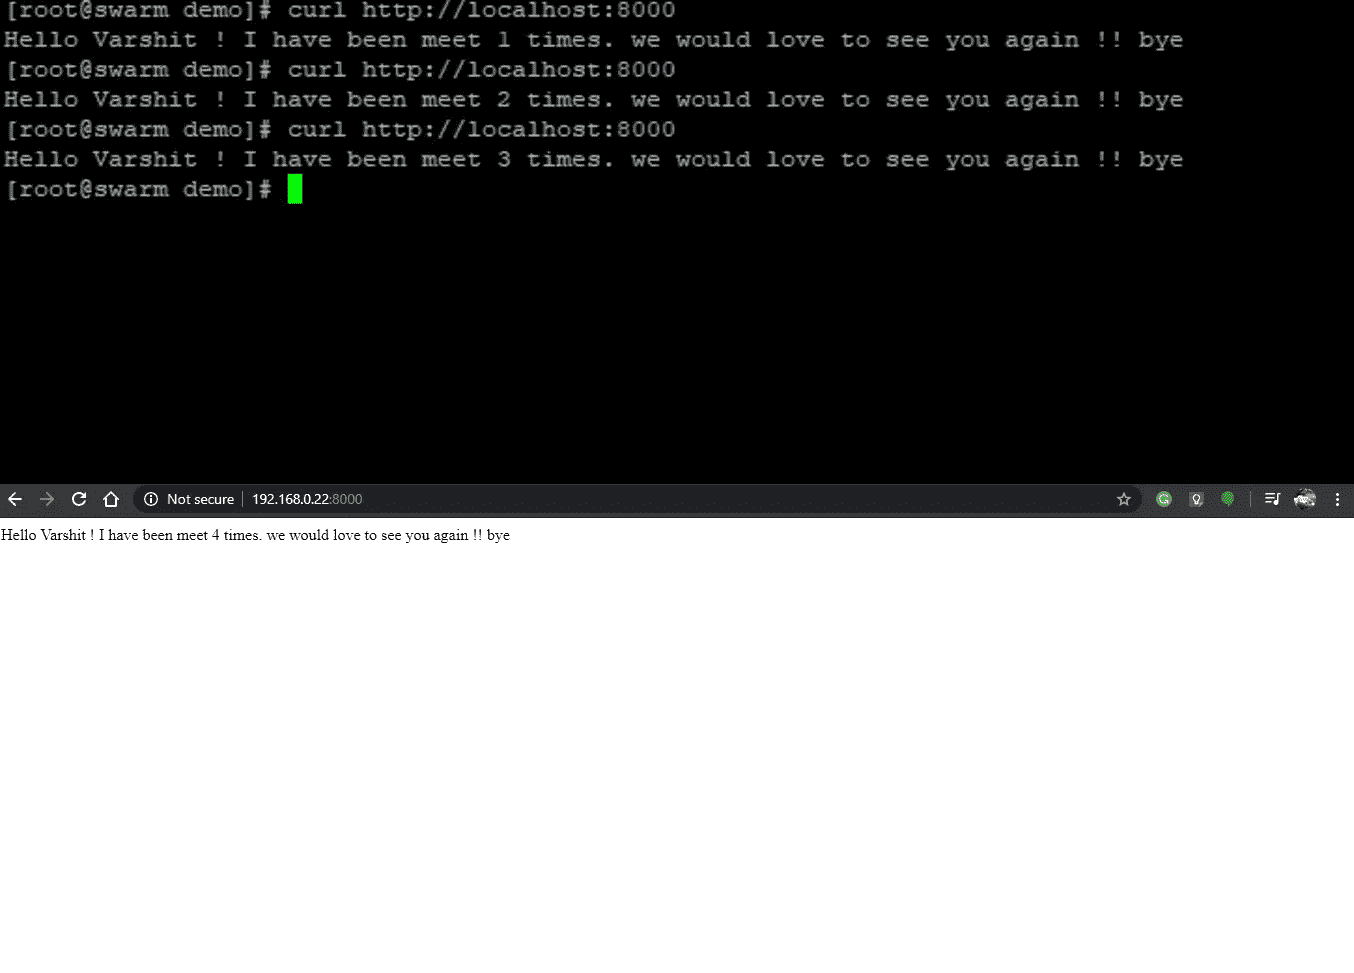 [root@swarm demo]# curl http://localhost:8000
Hello Varshit ! I have been meet 1 times. we would love to see you again !! bye
[root@swarm demo]# curl http://localhost:8000
Hello Varshit ! I have been meet 2 times. we would love to see you again !! bye
[root@swarm demo]# curl http://localhost:8000
Hello Varshit ! I have been meet 3 times. we would love to see you again !! bye
[root@swarm demo]#
Not secure | 192.168.0.22:8000
Hello Varshit ! I have been meet 4 times. we would love to see you again !! bye